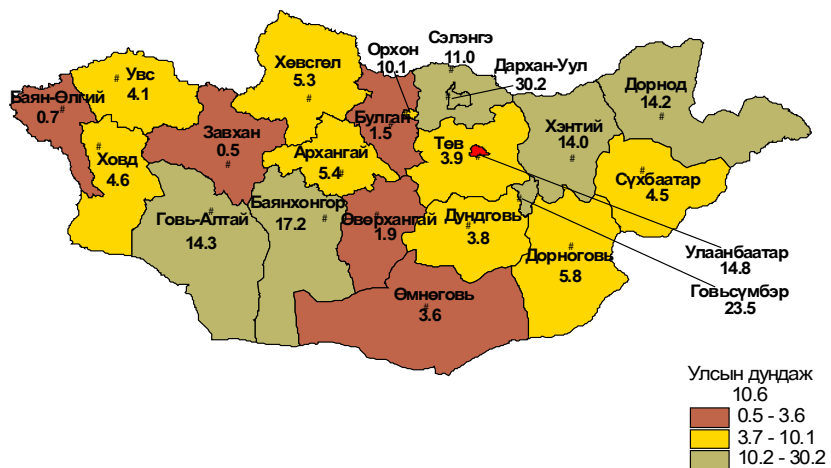 Сэлэнгэ
11.0
Орхон
10.1
Дархан-Уул
30.2
Хөвсгөл
5.3
Увс
4.1
Дорнод
14.2
Баян-Өлгий
0.7
Булган
1.5
Завхан
0.5
Хэнтий
14.0
Төв
3.9
Архангай
5.4
Ховд
4.6
Сүхбаатар
4.5
Баянхонгор
17.2
Говь-Алтай
14.3
Өвөрхангай
1.9
Дундговь
3.8
Дорноговь
5.8
Улаанбаатар
14.8
Говьсүмбэр
23.5
Өмнөговь
3.6
Улсын дундаж
10.6
0.5 - 3.6
3.7 - 10.1
10.2 - 30.2